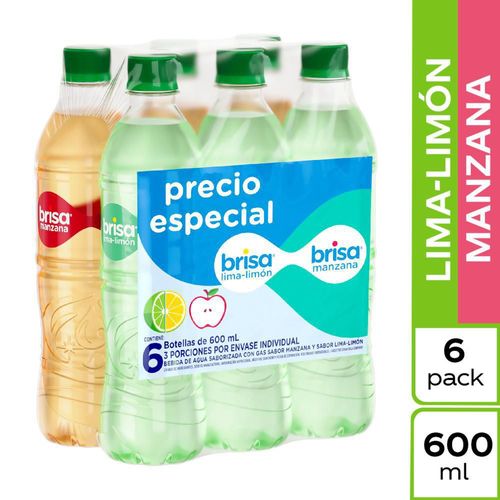 brisa
manzana
brisa
lima-limón
precio
especial
brisa
lima-limón
brisa
manzana
CONTIENE:
6 Botellas de 600 mL
3 PORCIONES POR ENVASE INDIVIDUAL
BEBIDA DE AGUA SABORIZADA CON GAS SABOR MANZANA Y SABOR LIMA-LIMÓN
LIMA-LIMÓN
MANZANA
6
pack
600
ml